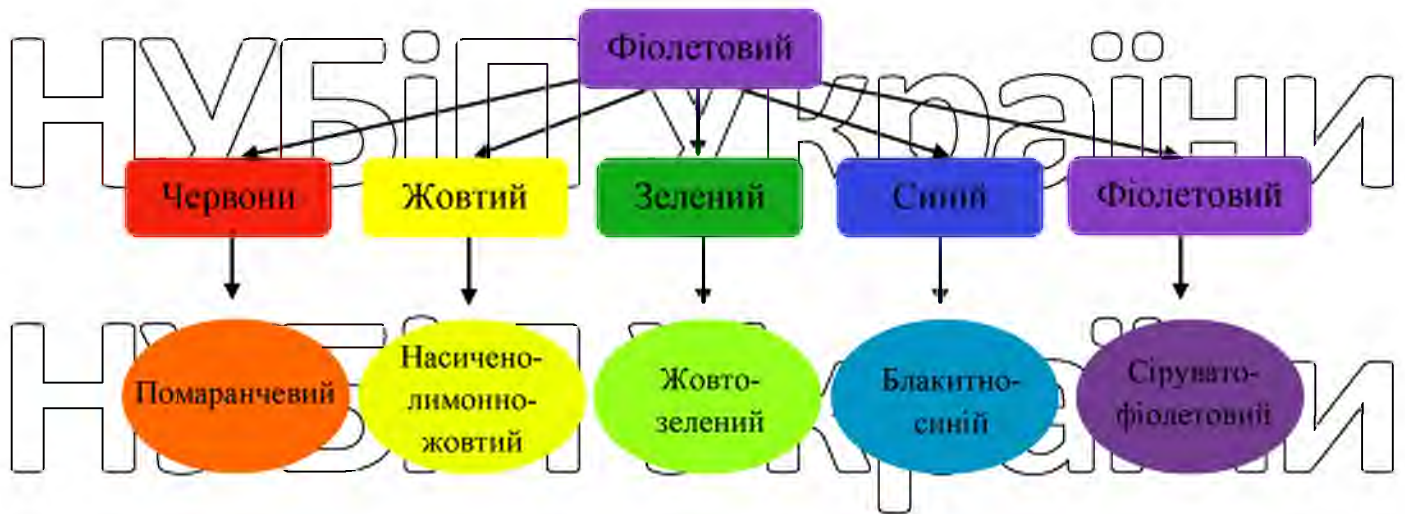 НУБіП України
Фіолетовий
Червони
Жовтий
Зелений
Синій
Фіолетовий
НУБіП України
Помаранчевий
Насичено-
лимонно-
жовтий
Жовто-
зелений
Блакитно-
синій
Сірувато-
фіолетовий